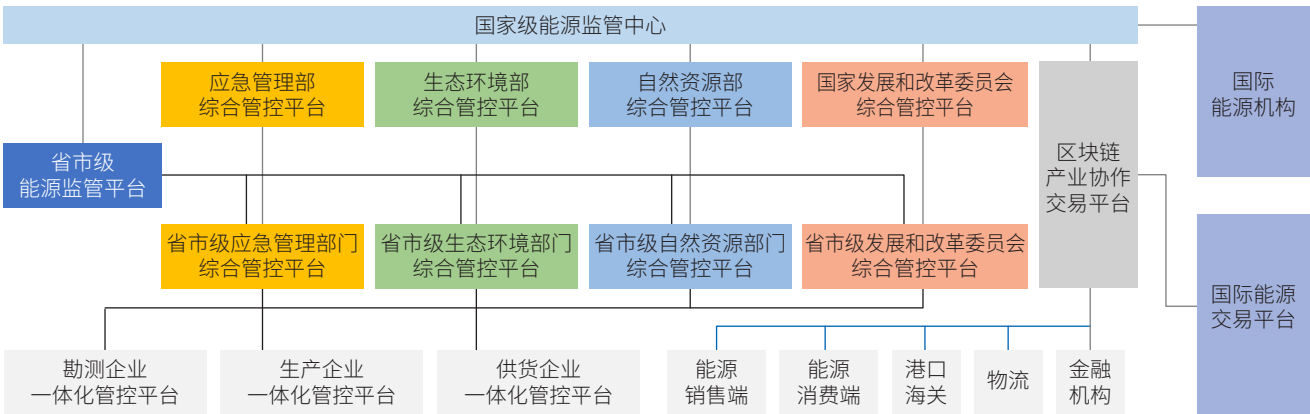 国家级能源监管中心
应急管理部
综合管控平台
生态环境部
综合管控平台
自然资源部
综合管控平台
国家发展和改革委员会
综合管控平台
国际
能源机构
省市级
能源监管平台
区块链
产业协作
交易平台
省市级应急管理部门
综合管控平台
省市级生态环境部门
综合管控平台
省市级自然资源部门
综合管控平台
省市级发展和改革委员会
综合管控平台
国际能源
交易平台
勘测企业
一体化管控平台
生产企业
一体化管控平台
供货企业
一体化管控平台
能源
销售端
能源
消费端
港口
海关
物流
金融
机构